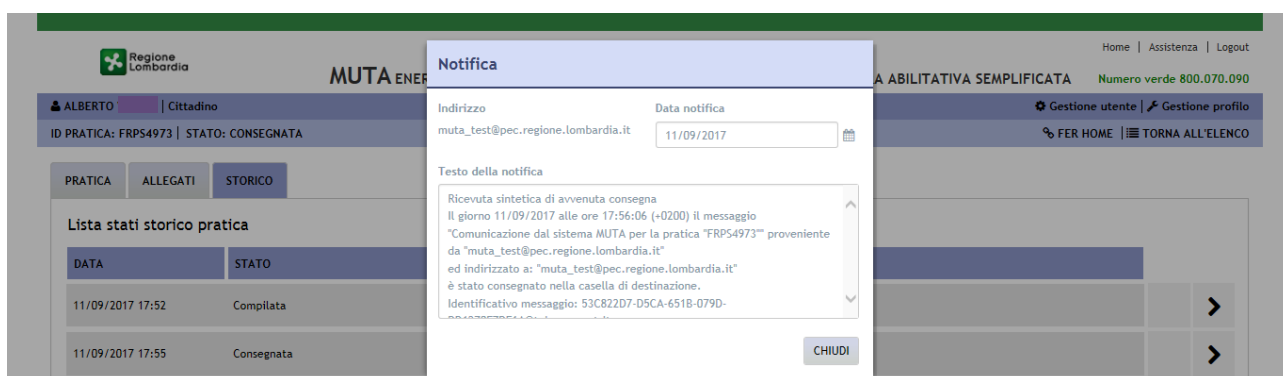 Regione
Lombardia
Home | Assistenza | Logout
MUTA ENER
A ABILITATIVA SEMPLIFICATA
Numero verde 800.070.090
ALBERTO | Cittadino
Gestione utente | Gestione profilo
ID PRATICA: FRPS4973 | STATO: CONSEGNATA
FER HOME | TORNA ALL'ELENCO
PRATICA ALLEGATI STORICO
Lista stati storico pratica
DATA STATO
11/09/2017 17:52 Compilata
11/09/2017 17:55 Consegnata
Notifica
Indirizzo Data notifica
muta_test@pec.regione.lombardia.it 11/09/2017
Testo della notifica
Ricevuta sintetica di avvenuta consegna
Il giorno 11/09/2017 alle ore 17:56:06 (+0200) il messaggio
"Comunicazione dal sistema MUTA per la pratica "FRPS4973"" proveniente
da "muta_test@pec.regione.lombardia.it"
ed indirizzato a: "muta_test@pec.regione.lombardia.it"
è stato consegnato nella casella di destinazione.
Identificativo messaggio: 53C822D7-D5CA-651B-079D-
CHIUDI